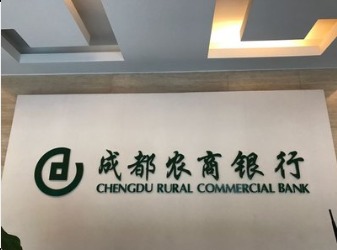 成都农商银行
CHENGDU RURAL COMMERCIAL BANK